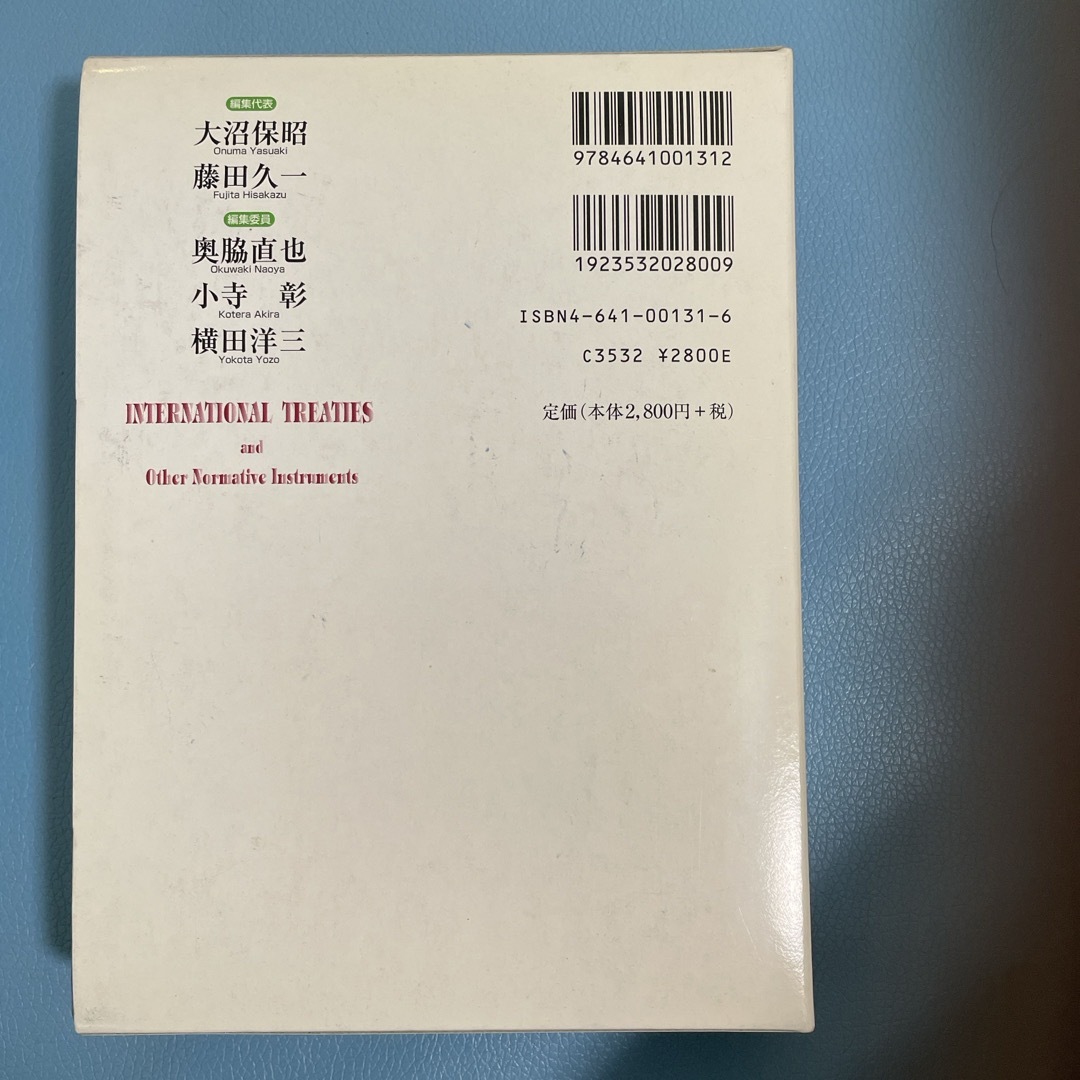 編集代表
大沼保昭
Onuma Yasuaki
藤田久一
Fujita Hisakazu
編集委員
奥脇直也
Okuwaki Naoya
小寺　彰
Kotera Akira
横田洋三
Yokota Yozo
INTERNATIONAL TREATIES
and
Other Normative Instruments
9784641001312
1923532028009
ISBN4-641-00131-6
C3532 ¥2800E
定価(本体2,800円+税)